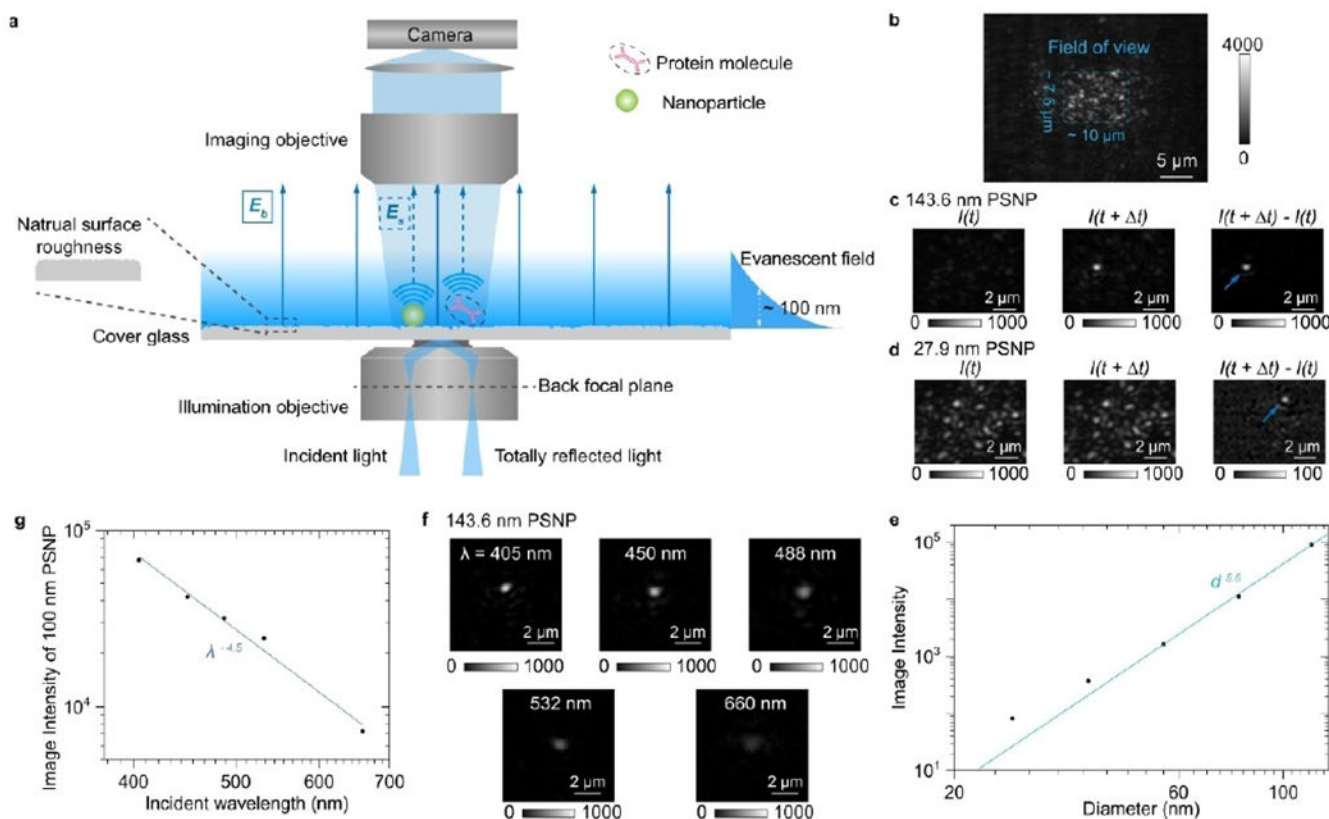 a
Camera
Protein molecule
Nanoparticle
Imaging objective
E_b
E_s
Natrual surface
roughness
Evanescent field
~ 100 nm
Cover glass
Back focal plane
Illumination objective
Incident light
Totally reflected light
b
Field of view
~ 10 µm
5 µm
4000
0
c 143.6 nm PSNP
I(t) I(t + Δt) I(t + Δt) - I(t)
2 µm 2 µm 2 µm
0 1000 0 1000 0 1000
d 27.9 nm PSNP
I(t) I(t + Δt) I(t + Δt) - I(t)
2 µm 2 µm 2 µm
0 1000 0 1000 0 100
g
Image Intensity of 100 nm PSNP
10^5
10^4
λ^-4.5
400 500 600 700
Incident wavelength (nm)
f 143.6 nm PSNP
λ = 405 nm 450 nm 488 nm
2 µm 2 µm 2 µm
0 1000 0 1000 0 1000
532 nm 660 nm
2 µm 2 µm
0 1000 0 1000
e
Image Intensity
10^5
10^3
10^1
d^5.5
20 60 100
Diameter (nm)